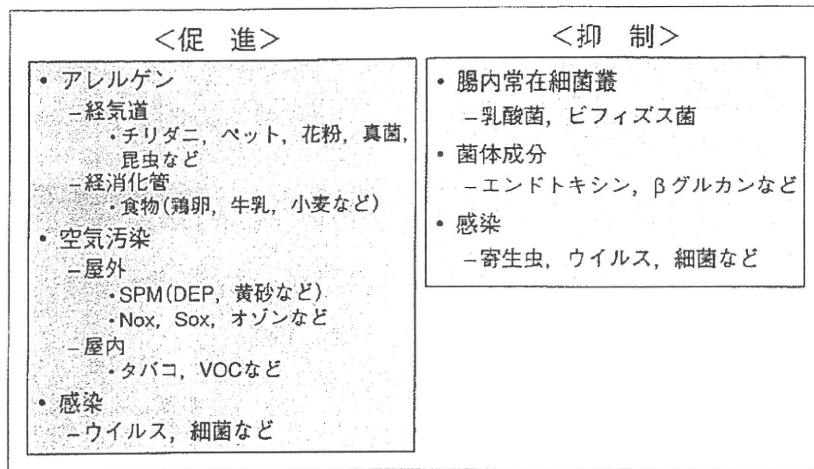 <促 進>
• アレルゲン
－経気道
・チリダニ，ペット，花粉，真菌，
昆虫など
－経消化管
・食物(鶏卵，牛乳，小麦など)
• 空気汚染
－屋外
・SPM(DEP，黄砂など)
・Nox，Sox，オゾンなど
－屋内
・タバコ，VOCなど
• 感染
－ウイルス，細菌など
<抑 制>
• 腸内常在細菌叢
－乳酸菌，ビフィズス菌
• 菌体成分
－エンドトキシン，βグルカンなど
• 感染
－寄生虫，ウイルス，細菌など